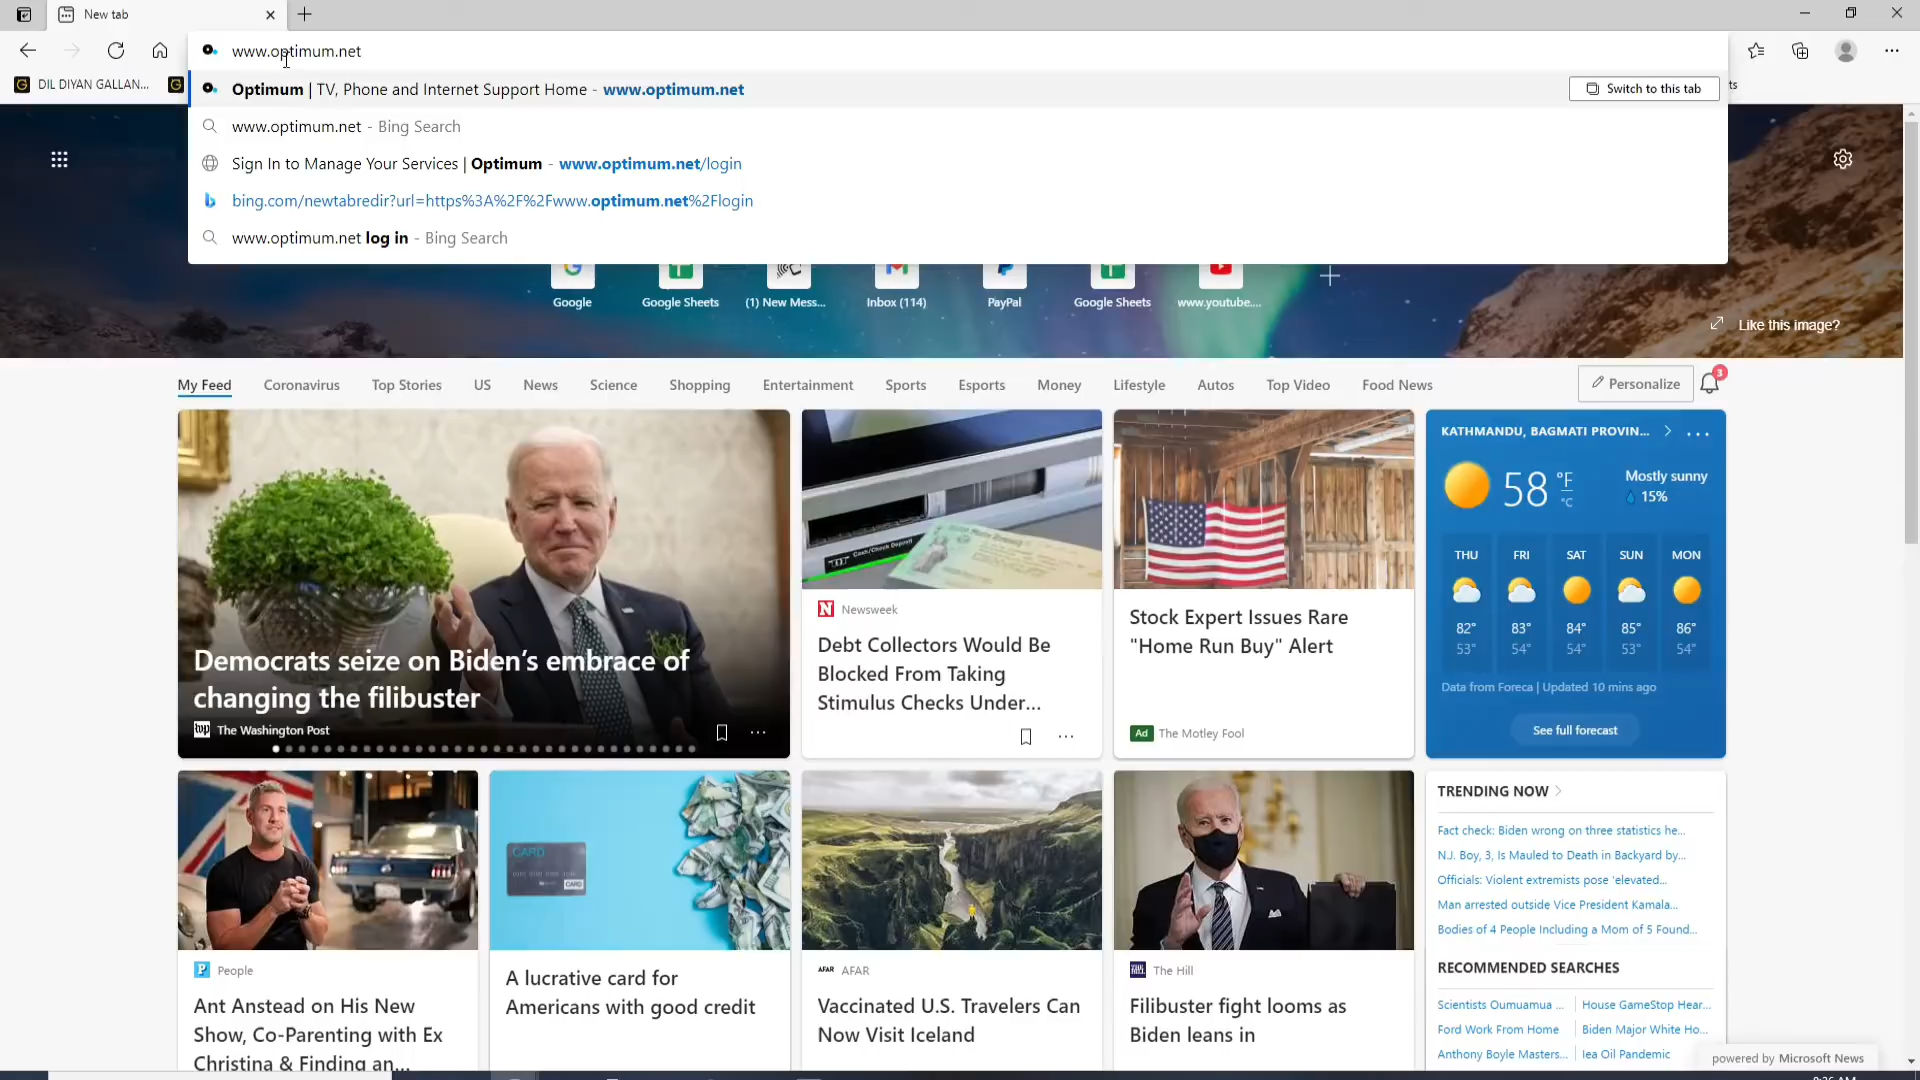 New tab
www.optimum.net
DIL DIYAN GALLAN...
Optimum | TV, Phone and Internet Support Home - www.optimum.net
Switch to this tab
ts
www.optimum.net - Bing Search
Sign In to Manage Your Services | Optimum - www.optimum.net/login
bing.com/newtabredir?url=https%3A%2F%2Fwww.optimum.net%2Flogin
www.optimum.net log in - Bing Search
Google
Google Sheets
(1) New Mess...
Inbox (114)
PayPal
Google Sheets
www.youtube....
Like this image?
My Feed
Coronavirus
Top Stories
US
News
Science
Shopping
Entertainment
Sports
Esports
Money
Lifestyle
Autos
Top Video
Food News
Personalize
3
Democrats seize on Biden's embrace of
changing the filibuster
wp The Washington Post
Cash/Check Deposit
N Newsweek
Debt Collectors Would Be
Blocked From Taking
Stimulus Checks Under...
Stock Expert Issues Rare
"Home Run Buy" Alert
Ad The Motley Fool
KATHMANDU, BAGMATI PROVIN...
58 °F
°C
Mostly sunny
15%
THU FRI SAT SUN MON
82° 83° 84° 85° 86°
53° 54° 54° 53° 54°
Data from Foreca | Updated 10 mins ago
See full forecast
P People
Ant Anstead on His New
Show, Co-Parenting with Ex
Christina & Finding an...
CARD
CARD
A lucrative card for
Americans with good credit
AFAR AFAR
Vaccinated U.S. Travelers Can
Now Visit Iceland
THE HILL The Hill
Filibuster fight looms as
Biden leans in
TRENDING NOW
Fact check: Biden wrong on three statistics he...
N.J. Boy, 3, Is Mauled to Death in Backyard by...
Officials: Violent extremists pose 'elevated...
Man arrested outside Vice President Kamala...
Bodies of 4 People Including a Mom of 5 Found...
RECOMMENDED SEARCHES
Scientists Oumuamua ...
House GameStop Hear...
Ford Work From Home
Biden Major White Ho...
Anthony Boyle Masters...
Iea Oil Pandemic
powered by Microsoft News